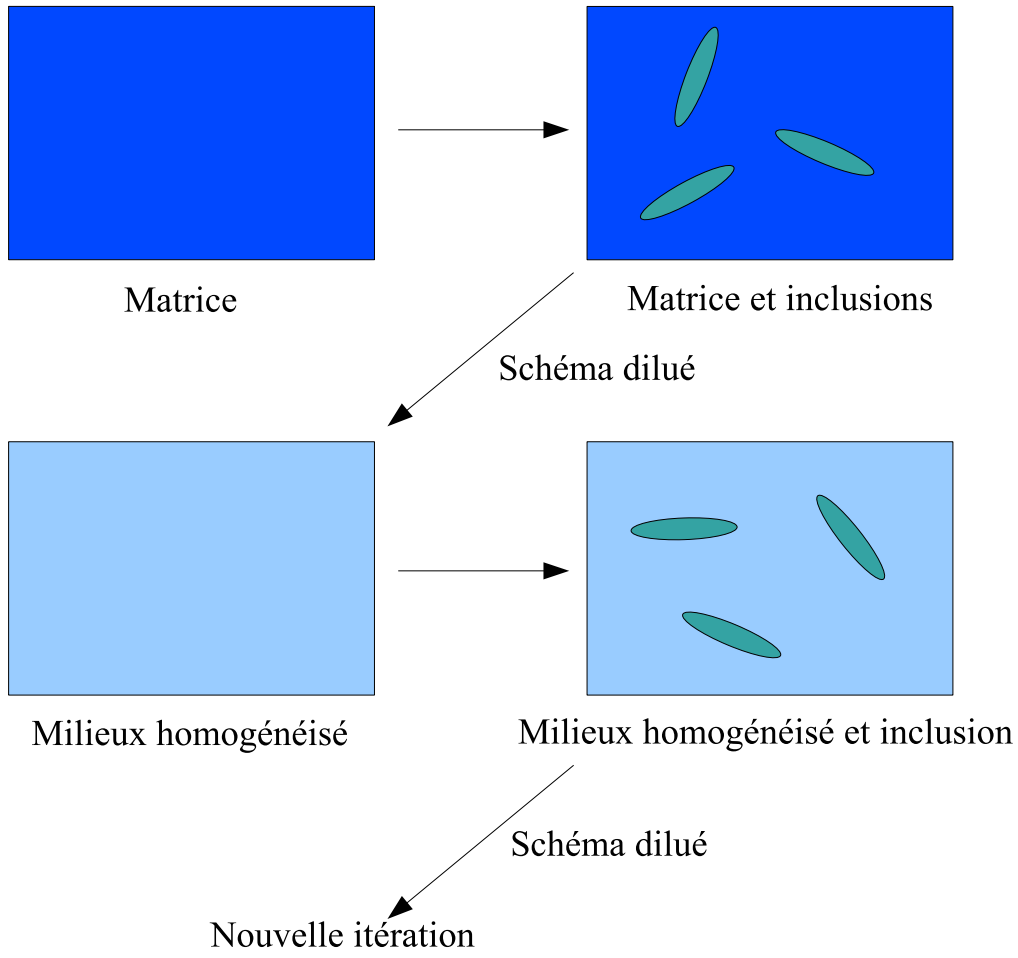 Matrice
Matrice et inclusions
Schéma dilué
Milieux homogénéisé
Milieux homogénéisé et inclusion
Schéma dilué
Nouvelle itération